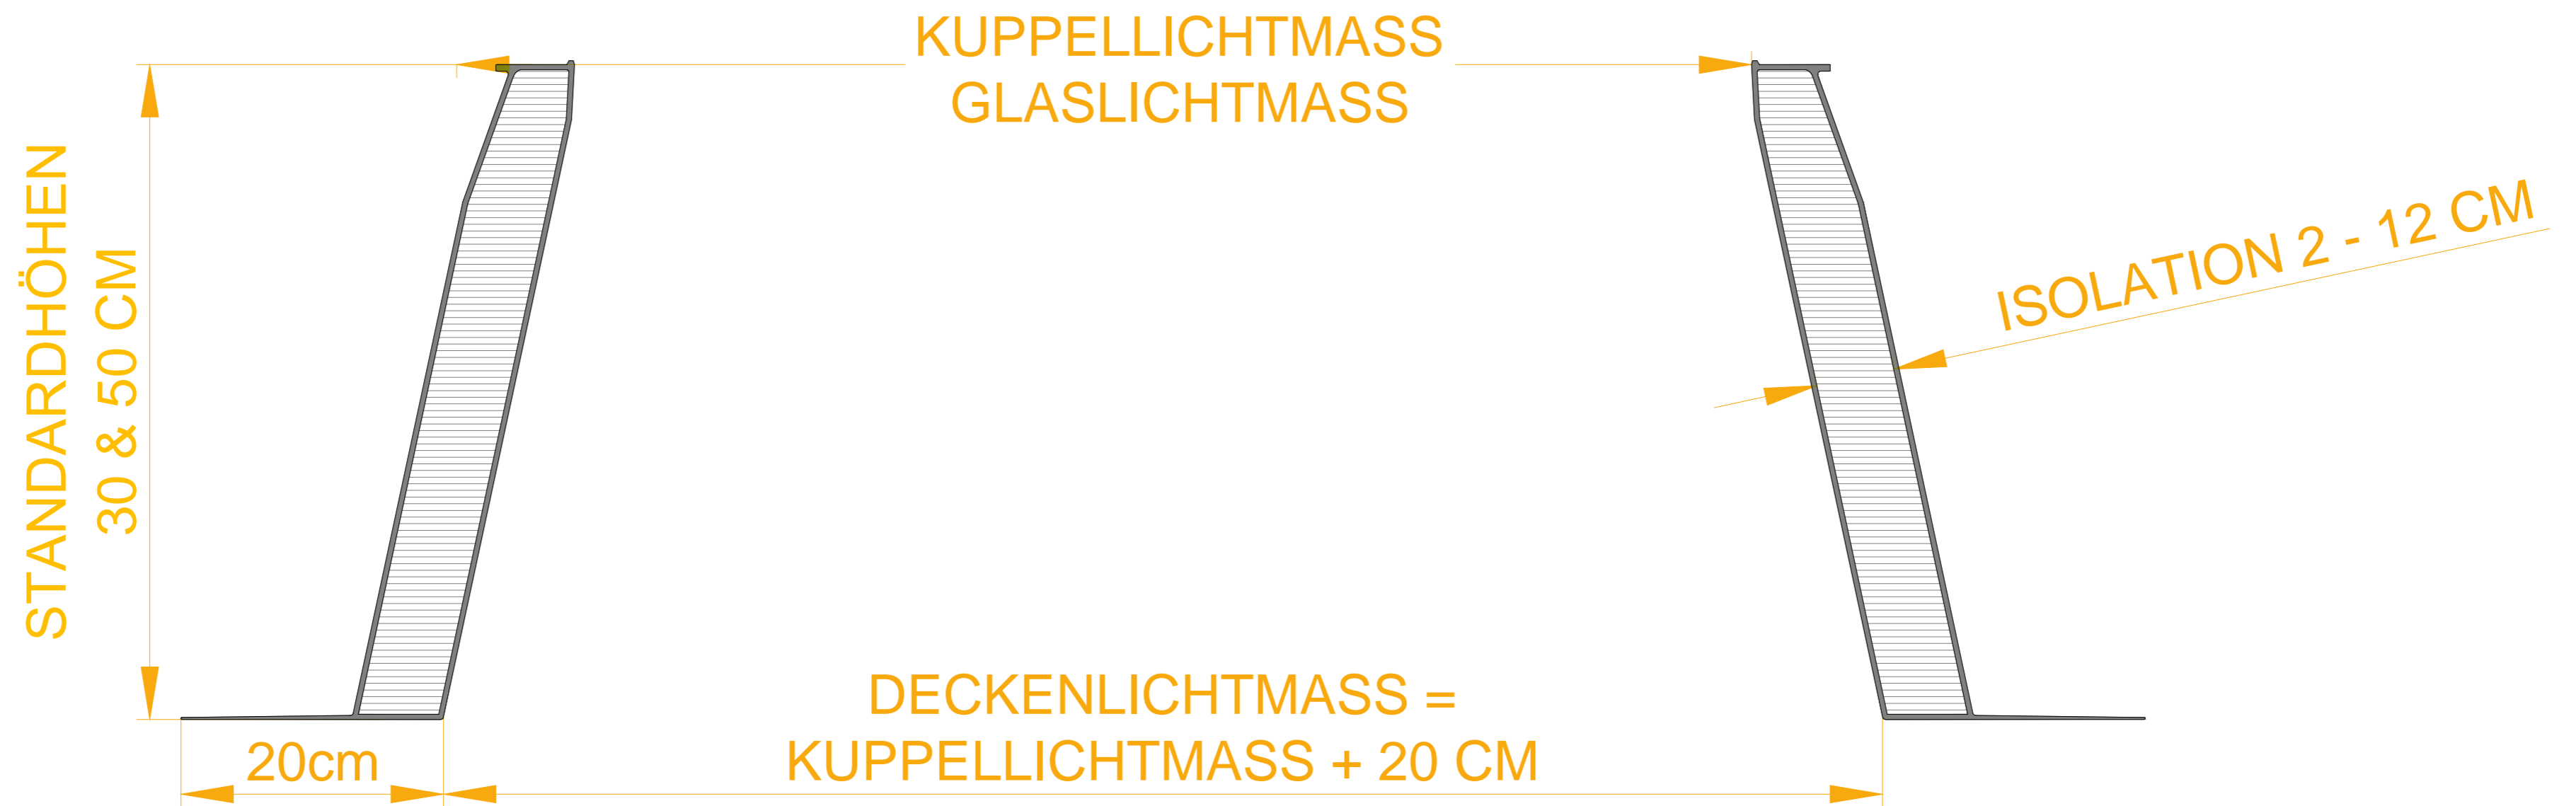 KUPPELLICHTMASS
GLASLICHTMASS
STANDARDHÖHEN
30 & 50 CM
ISOLATION 2 - 12 CM
DECKENLICHTMASS =
KUPPELLICHTMASS + 20 CM
20cm